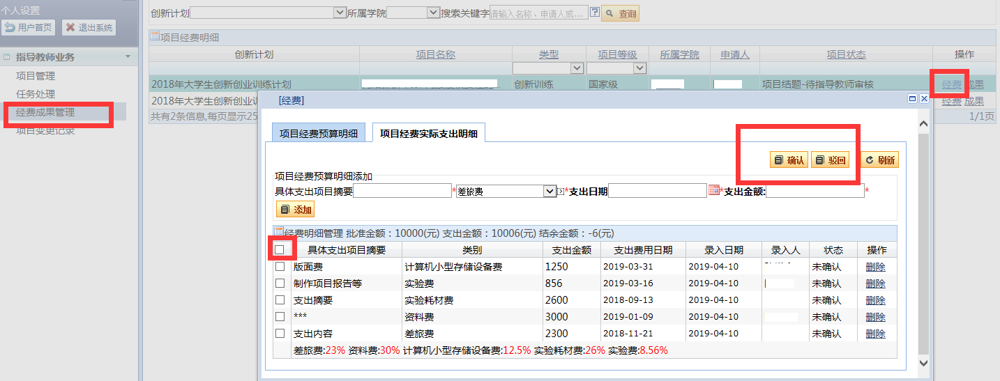 个人设置
用户首页 退出系统
指导教师业务
项目管理
任务处理
经费成果管理
项目变更记录
创新计划 所属学院 搜索关键字 请输入名称、申请人或... ? 查询
项目经费明细
创新计划 项目名称 类型 项目等级 所属学院 申请人 项目状态 操作
2018年大学生创新创业训练计划 创新训练 国家级 项目结题-待指导教师审核 经费 成果
2018年大学生创新创业训 经费 成果
共有2条信息,每页显示25 1/1页
[经费]
项目经费预算明细 项目经费实际支出明细
确认 驳回 刷新
项目经费预算明细添加
具体支出项目摘要 * 差旅费 * 支出日期 * 支出金额: *
添加
经费明细管理 批准金额：10000(元) 支出金额：10006(元) 结余金额：-6(元)
具体支出项目摘要 类别 支出金额 支出费用日期 录入日期 录入人 状态 操作
版面费 计算机小型存储设备费 1250 2019-03-31 2019-04-10 未确认 删除
制作项目报告等 实验费 856 2019-03-16 2019-04-10 未确认 删除
支出摘要 实验耗材费 2600 2018-09-13 2019-04-10 未确认 删除
*** 资料费 3000 2019-01-09 2019-04-10 未确认 删除
支出内容 差旅费 2300 2018-11-21 2019-04-10 未确认 删除
差旅费:23% 资料费:30% 计算机小型存储设备费:12.5% 实验耗材费:26% 实验费:8.56%